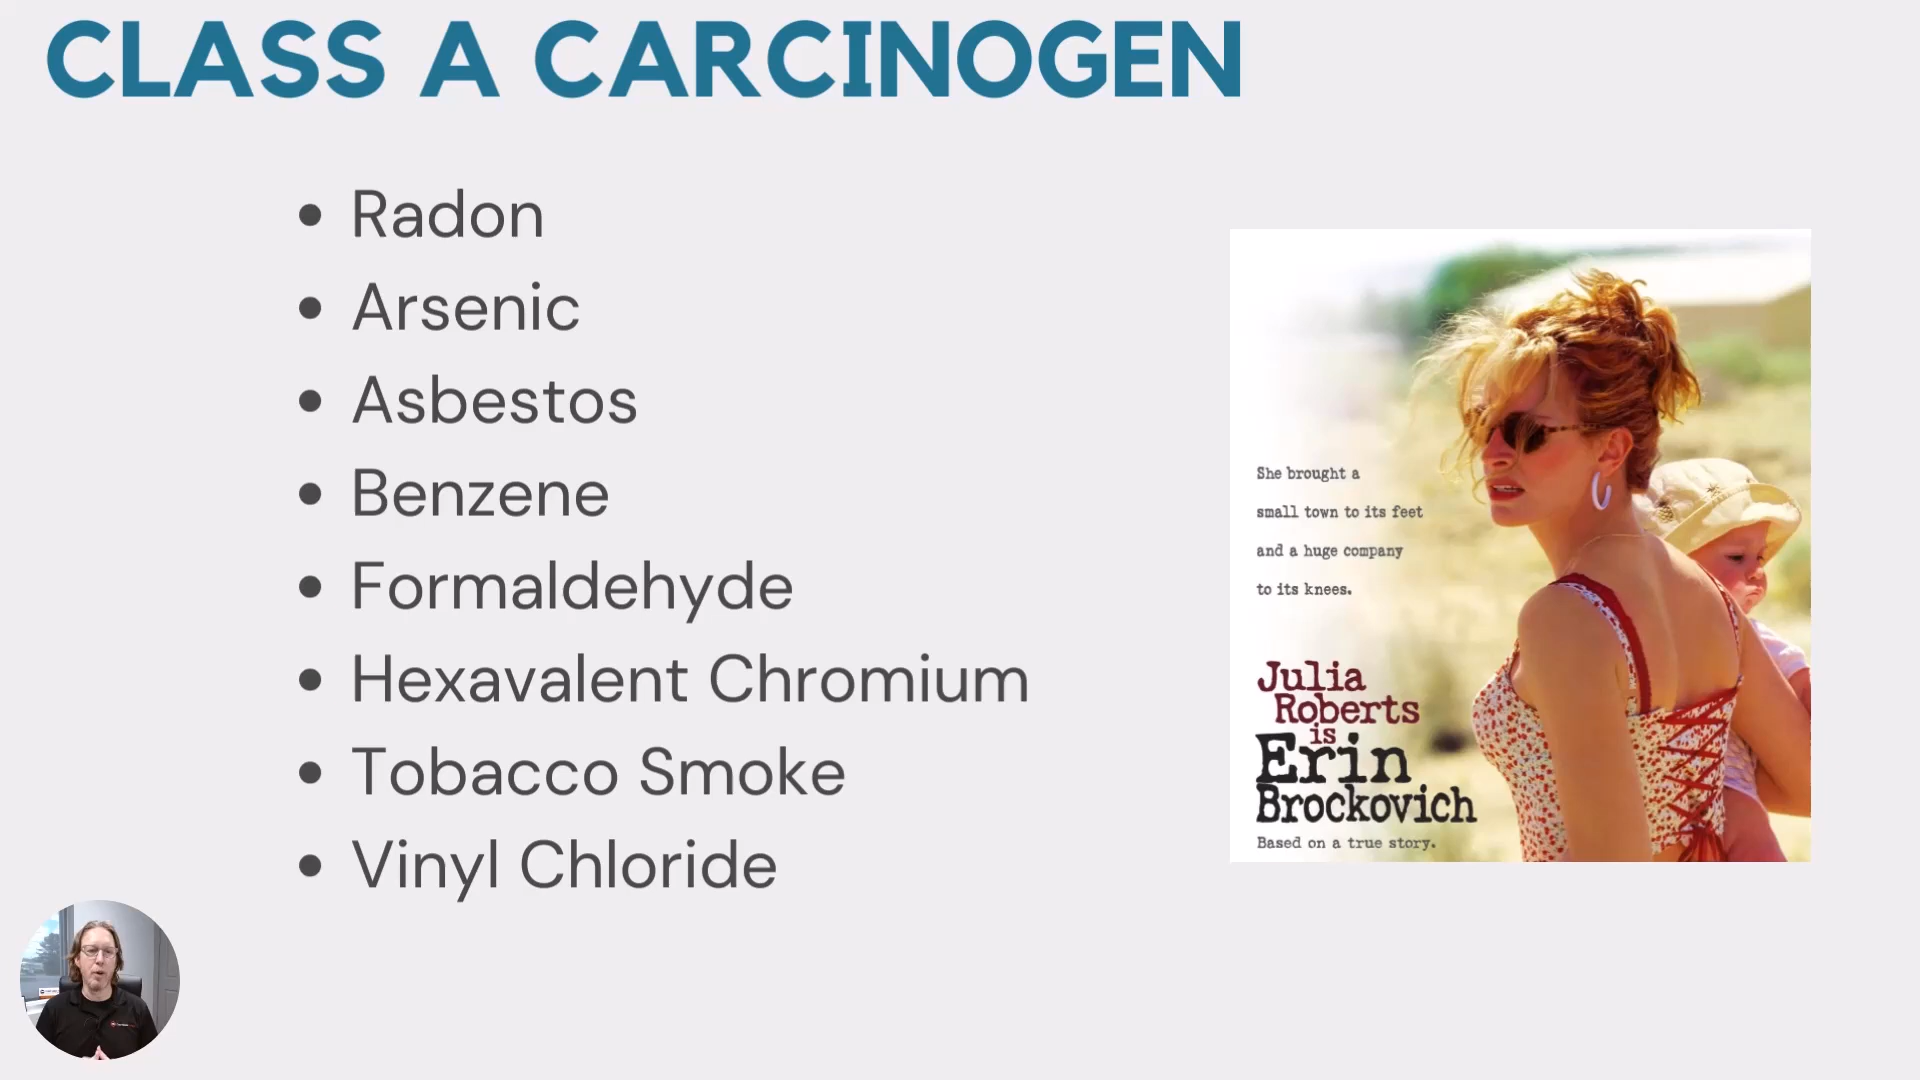 CLASS A CARCINOGEN
• Radon
• Arsenic
• Asbestos
• Benzene
• Formaldehyde
• Hexavalent Chromium
• Tobacco Smoke
• Vinyl Chloride
She brought a
small town to its feet
and a huge company
to its knees.
Julia
Roberts
is
Erin
Brockovich
Based on a true story.